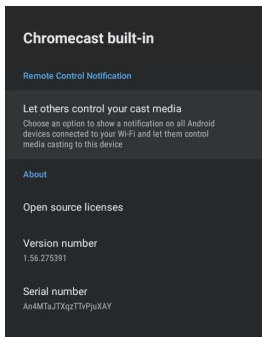 Chromecast built-in
Remote Control Notification
Let others control your cast media
Choose an option to show a notification on all Android
devices connected to your Wi-Fi and let them control
media casting to this device
About
Open source licenses
Version number
1.56.275391
Serial number
An4MTaJTXqzTTvPjuXAY